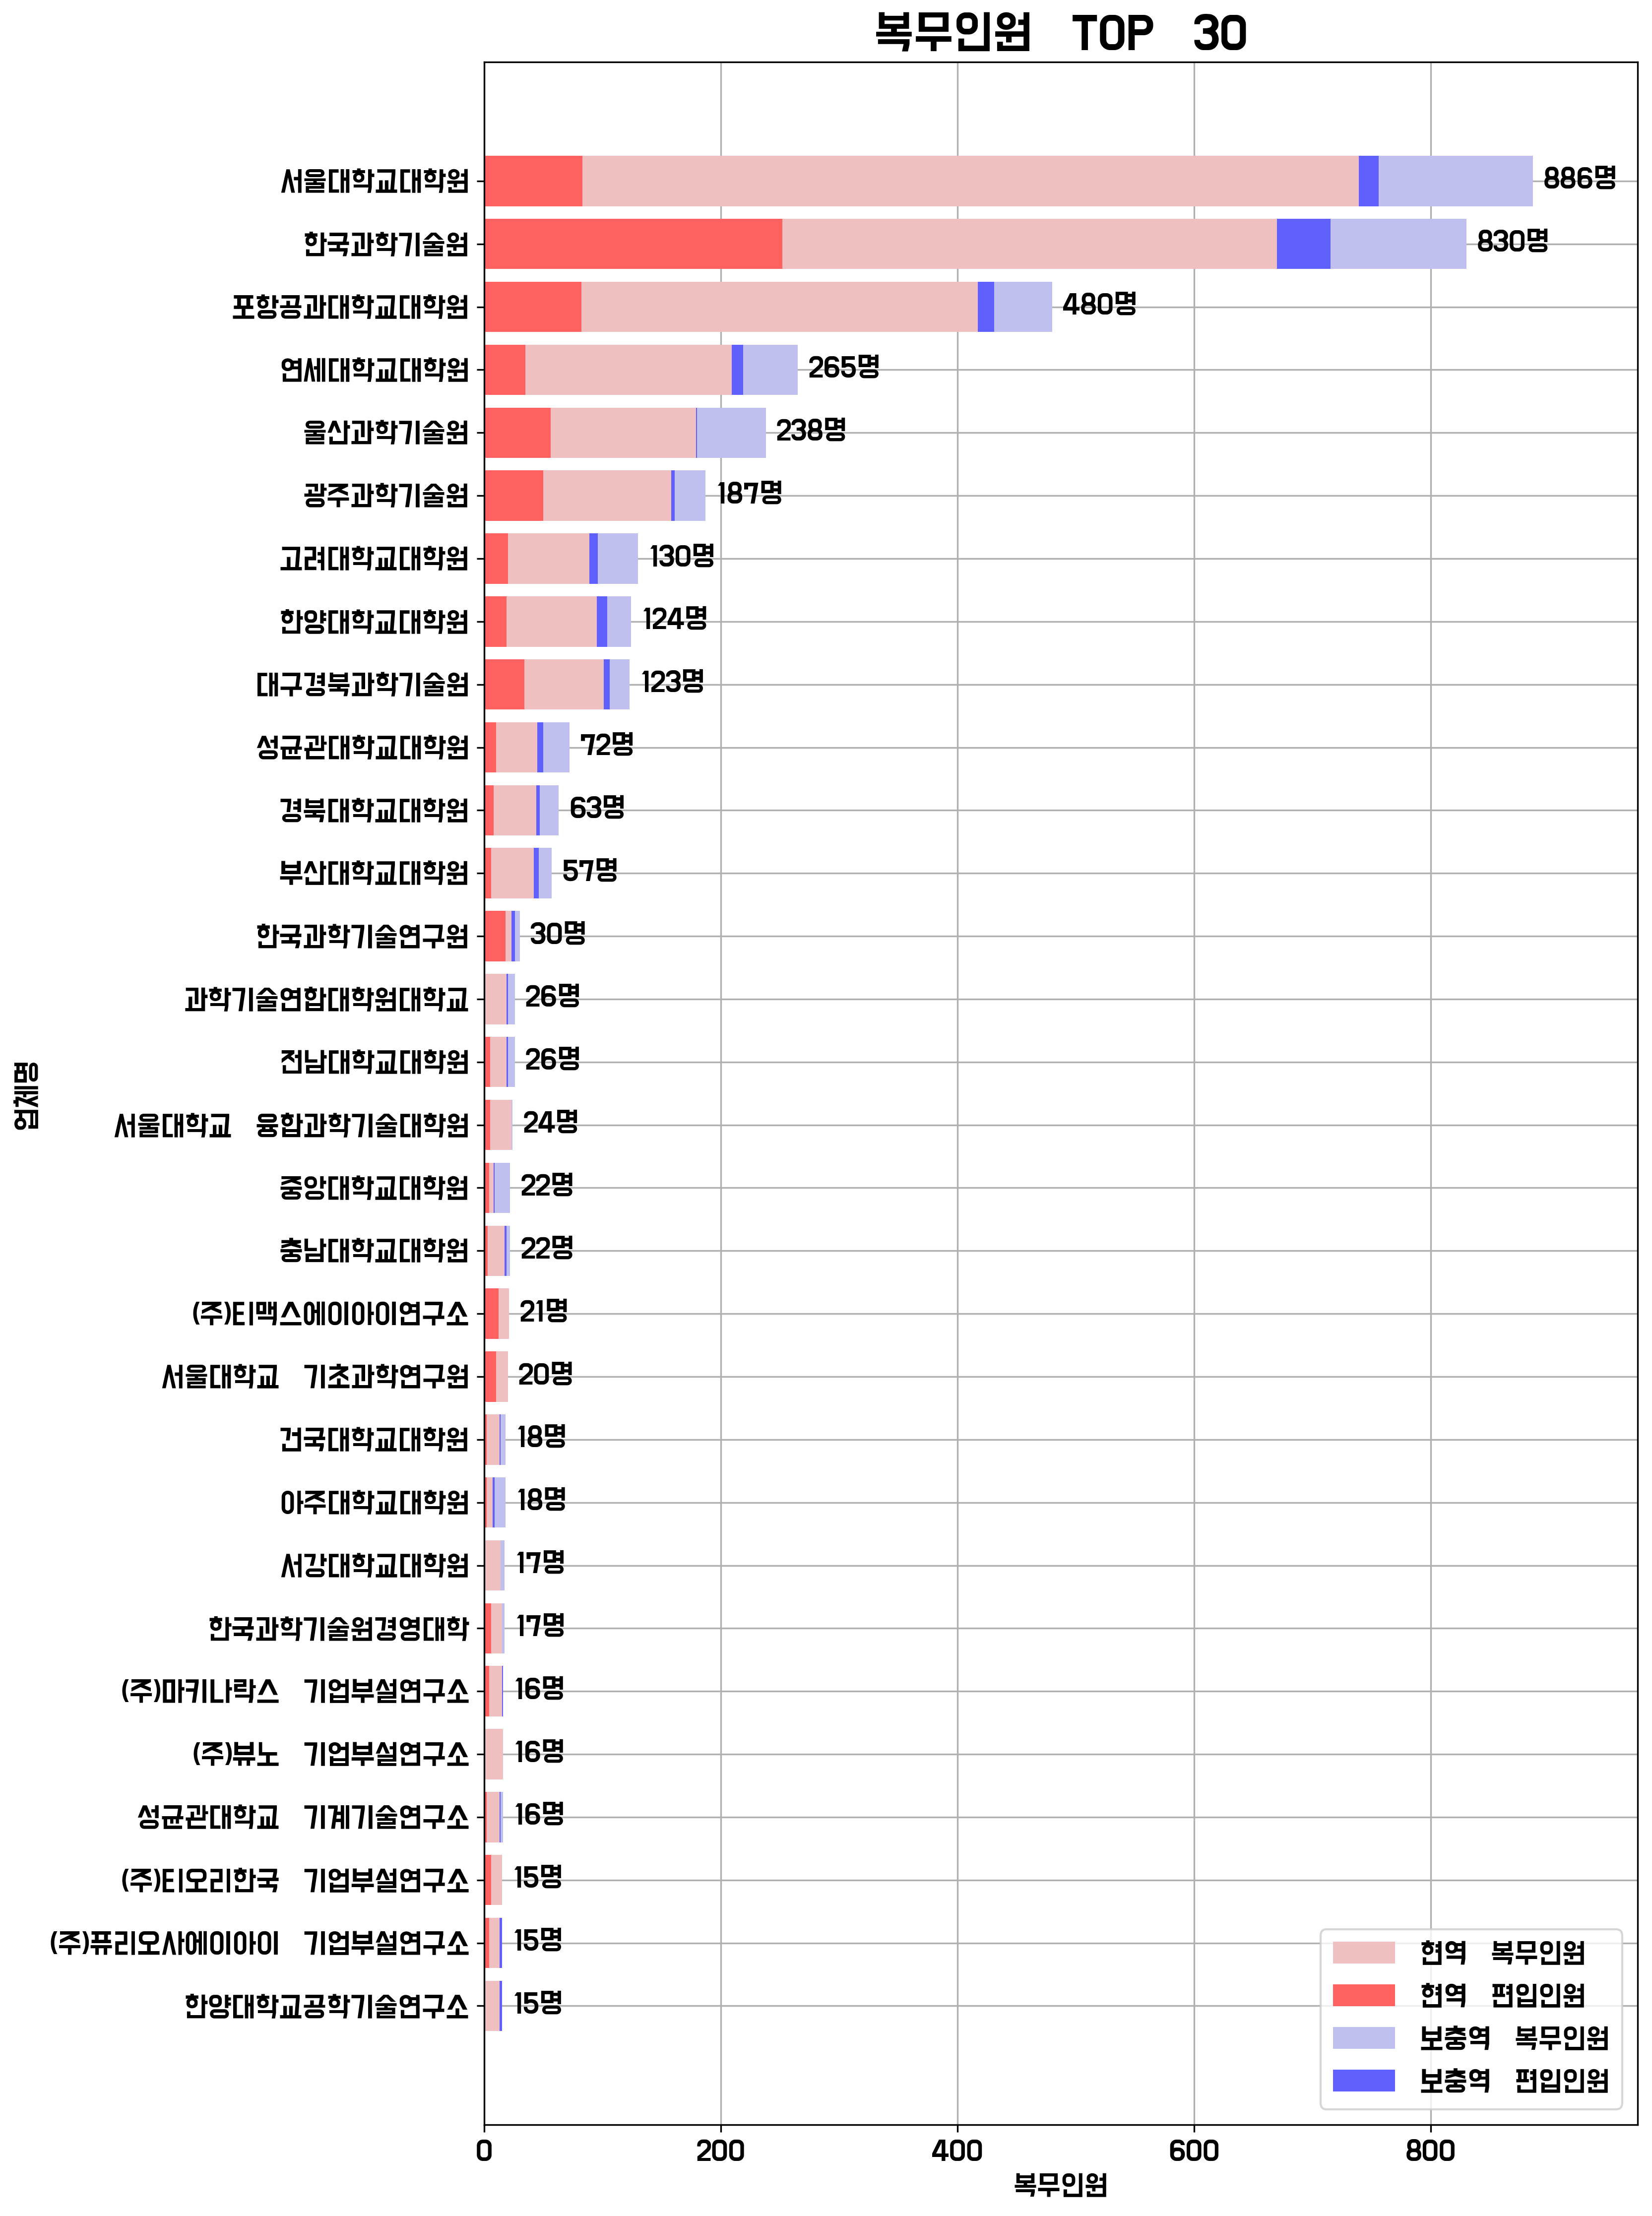 복무인원 TOP 30
서울대학교대학원 886명
한국과학기술원 830명
포항공과대학교대학원 480명
연세대학교대학원 265명
울산과학기술원 238명
광주과학기술원 187명
고려대학교대학원 130명
한양대학교대학원 124명
대구경북과학기술원 123명
성균관대학교대학원 72명
경북대학교대학원 63명
부산대학교대학원 57명
한국과학기술연구원 30명
과학기술연합대학원대학교 26명
전남대학교대학원 26명
서울대학교 융합과학기술대학원 24명
중앙대학교대학원 22명
충남대학교대학원 22명
(주)티맥스에이아이연구소 21명
서울대학교 기초과학연구원 20명
건국대학교대학원 18명
아주대학교대학원 18명
서강대학교대학원 17명
한국과학기술원경영대학 17명
(주)마키나락스 기업부설연구소 16명
(주)뷰노 기업부설연구소 16명
성균관대학교 기계기술연구소 16명
(주)티오리한국 기업부설연구소 15명
(주)퓨리오사에이아이 기업부설연구소 15명
한양대학교공학기술연구소 15명
업체명
현역 복무인원
현역 편입인원
보충역 복무인원
보충역 편입인원
0 200 400 600 800
복무인원